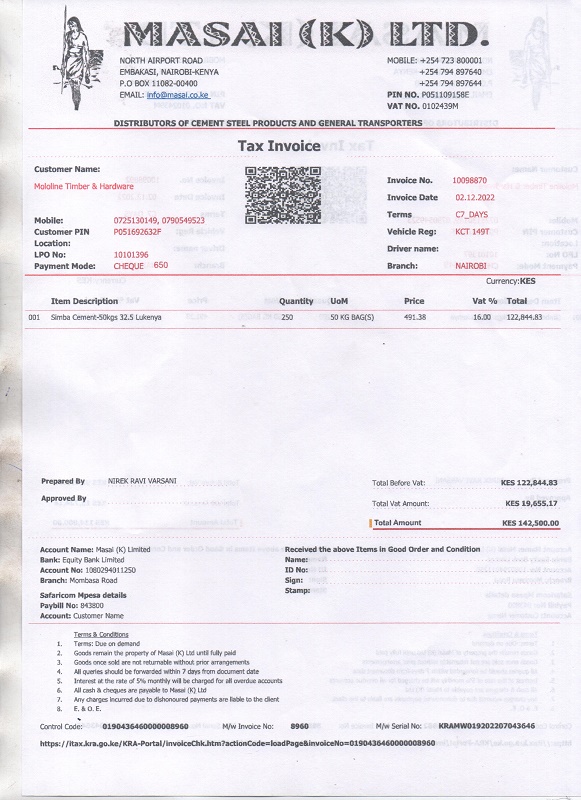 MASAI (K) LTD.
NORTH AIRPORT ROAD
EMBAKASI, NAIROBI-KENYA
P.O BOX 11082-00400
EMAIL: info@masai.co.ke
MOBILE: +254 723 800001
+254 794 897640
+254 794 897644
PIN NO. P051109158E
VAT NO. 0102439M
DISTRIBUTORS OF CEMENT STEEL PRODUCTS AND GENERAL TRANSPORTERS
Tax Invoice
Customer Name:
Mololine Timber & Hardware
Mobile: 0725130149, 0790549523
Customer PIN P051692632F
Location:
LPO No: 10101396
Payment Mode: CHEQUE 650
Invoice No. 10098870
Invoice Date 02.12.2022
Terms C7_DAYS
Vehicle Reg: KCT 149T
Driver name:
Branch: NAIROBI
Currency:KES
Item Description Quantity UoM Price Vat % Total
001 Simba Cement-50kgs 32.5 Lukenya 250 50 KG BAG(S) 491.38 16.00 122,844.83
Prepared By NIREK RAVI VARSANI
Approved By
Total Before Vat: KES 122,844.83
Total Vat Amount: KES 19,655.17
Total Amount KES 142,500.00
Account Name: Masai (K) Limited
Bank: Equity Bank Limited
Account No: 1080294011250
Branch: Mombasa Road
Safaricom Mpesa details
Paybill No: 843800
Account: Customer Name
Received the above Items in Good Order and Condition
Name:
ID No:
Sign:
Stamp:
Terms & Conditions
1. Terms: Due on demand
2. Goods remain the property of Masai (K) Ltd until fully paid
3. Goods once sold are not returnable without prior arrangements
4. All queries should be forwarded within 7 days from document date
5. Interest at the rate of 5% monthly will be charged for all overdue accounts
6. All cash & cheques are payable to Masai (K) Ltd
7. Any charges incurred due to dishonoured payments are liable to the client
8. E. & O. E.
Control Code: 0190436460000008960 M/w Invoice No: 8960 M/w Serial No: KRAMW019202207043646
https://itax.kra.go.ke/KRA-Portal/invoiceChk.htm?actionCode=loadPage&invoiceNo=0190436460000008960